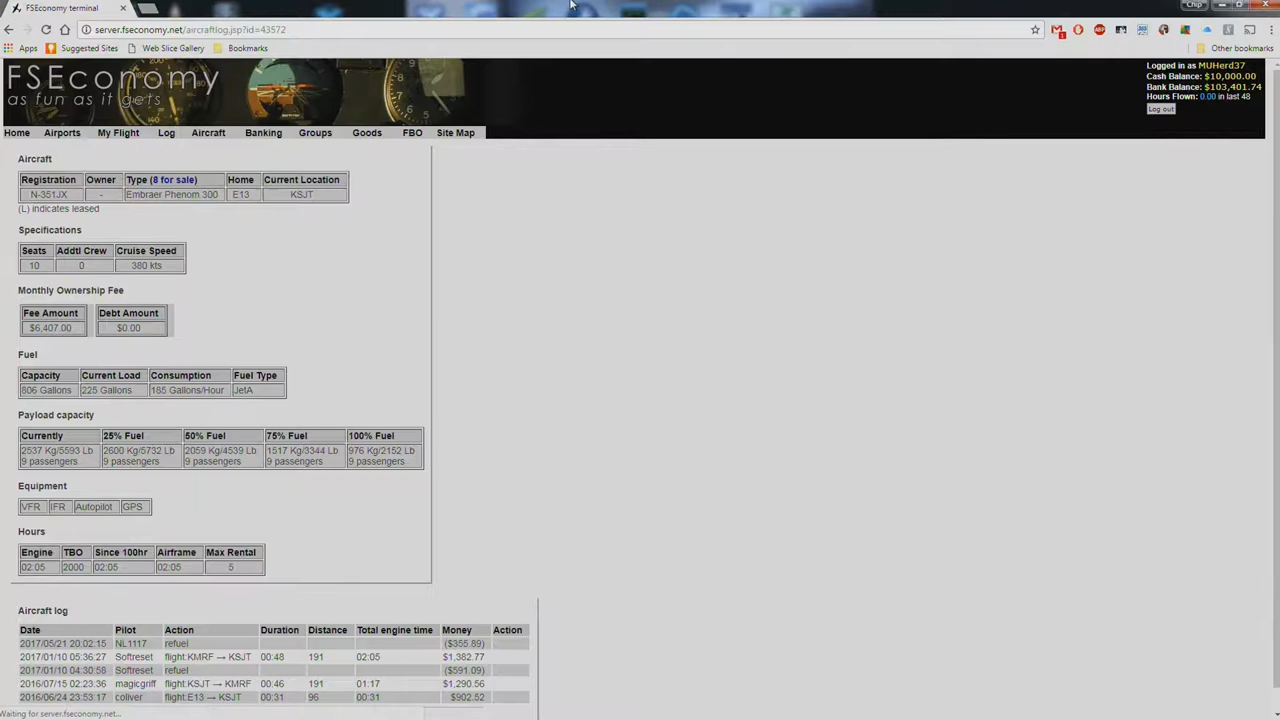 FSEconomy terminal
Chip
server.fseconomy.net/aircraftlog.jsp?id=43572
Apps Suggested Sites Web Slice Gallery Bookmarks Other bookmarks
FSEconomy
as fun as it gets
Logged in as MUHerd37
Cash Balance: $10,000.00
Bank Balance: $103,401.74
Hours Flown: 0.00 in last 48
Log out
Home Airports My Flight Log Aircraft Banking Groups Goods FBO Site Map
Aircraft
Registration Owner Type (8 for sale) Home Current Location
N-351JX - Embraer Phenom 300 E13 KSJT
(L) indicates leased
Specifications
Seats Addtl Crew Cruise Speed
10 0 380 kts
Monthly Ownership Fee
Fee Amount Debt Amount
$6,407.00 $0.00
Fuel
Capacity Current Load Consumption Fuel Type
806 Gallons 225 Gallons 185 Gallons/Hour JetA
Payload capacity
Currently 25% Fuel 50% Fuel 75% Fuel 100% Fuel
2537 Kg/5593 Lb 2600 Kg/5732 Lb 2059 Kg/4539 Lb 1517 Kg/3344 Lb 976 Kg/2152 Lb
9 passengers 9 passengers 9 passengers 9 passengers 9 passengers
Equipment
VFR IFR Autopilot GPS
Hours
Engine TBO Since 100hr Airframe Max Rental
02:05 2000 02:05 02:05 5
Aircraft log
Date Pilot Action Duration Distance Total engine time Money Action
2017/05/21 20:02:15 NL1117 refuel ($355.89)
2017/01/10 05:36:27 Softreset flight:KMRF → KSJT 00:48 191 02:05 $1,382.77
2017/01/10 04:30:58 Softreset refuel ($591.09)
2016/07/15 02:23:36 magicgriff flight:KSJT → KMRF 00:46 191 01:17 $1,290.56
2016/06/24 23:53:17 coliver flight:E13 → KSJT 00:31 96 00:31 $902.52
Waiting for server.fseconomy.net...